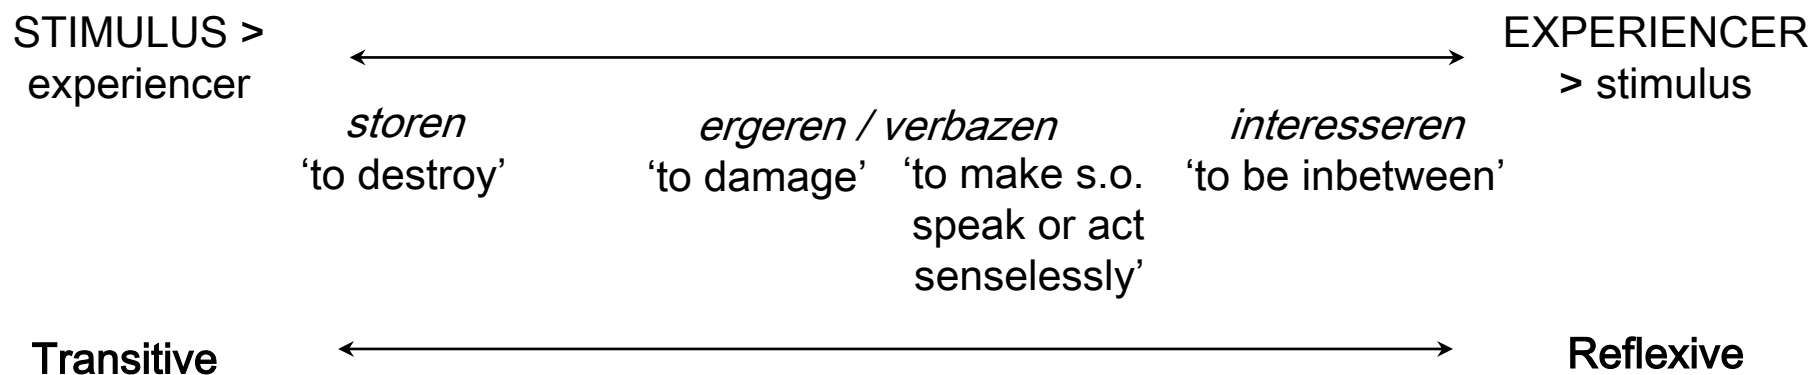 STIMULUS >
experiencer
EXPERIENCER
> stimulus
storen
ergeren / verbazen
interesseren
‘to destroy’
‘to damage’
‘to make s.o.
speak or act
senselessly’
‘to be inbetween’
Transitive
Reflexive